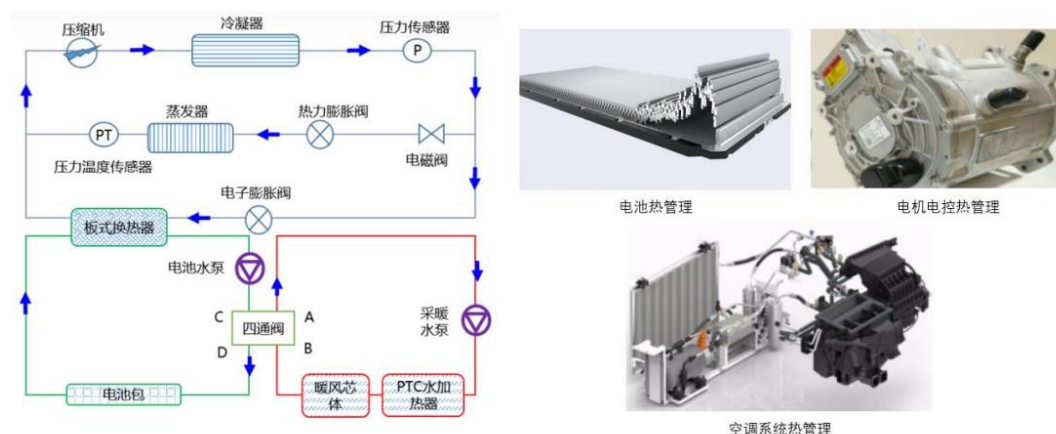 压缩机
冷凝器
压力传感器
P
蒸发器
热力膨胀阀
PT
压力温度传感器
电磁阀
电子膨胀阀
板式换热器
电池水泵
C
四通阀
A
D
B
采暖
水泵
电池包
暖风芯
体
PTC水加
热器
电池热管理
电机电控热管理
空调系统热管理